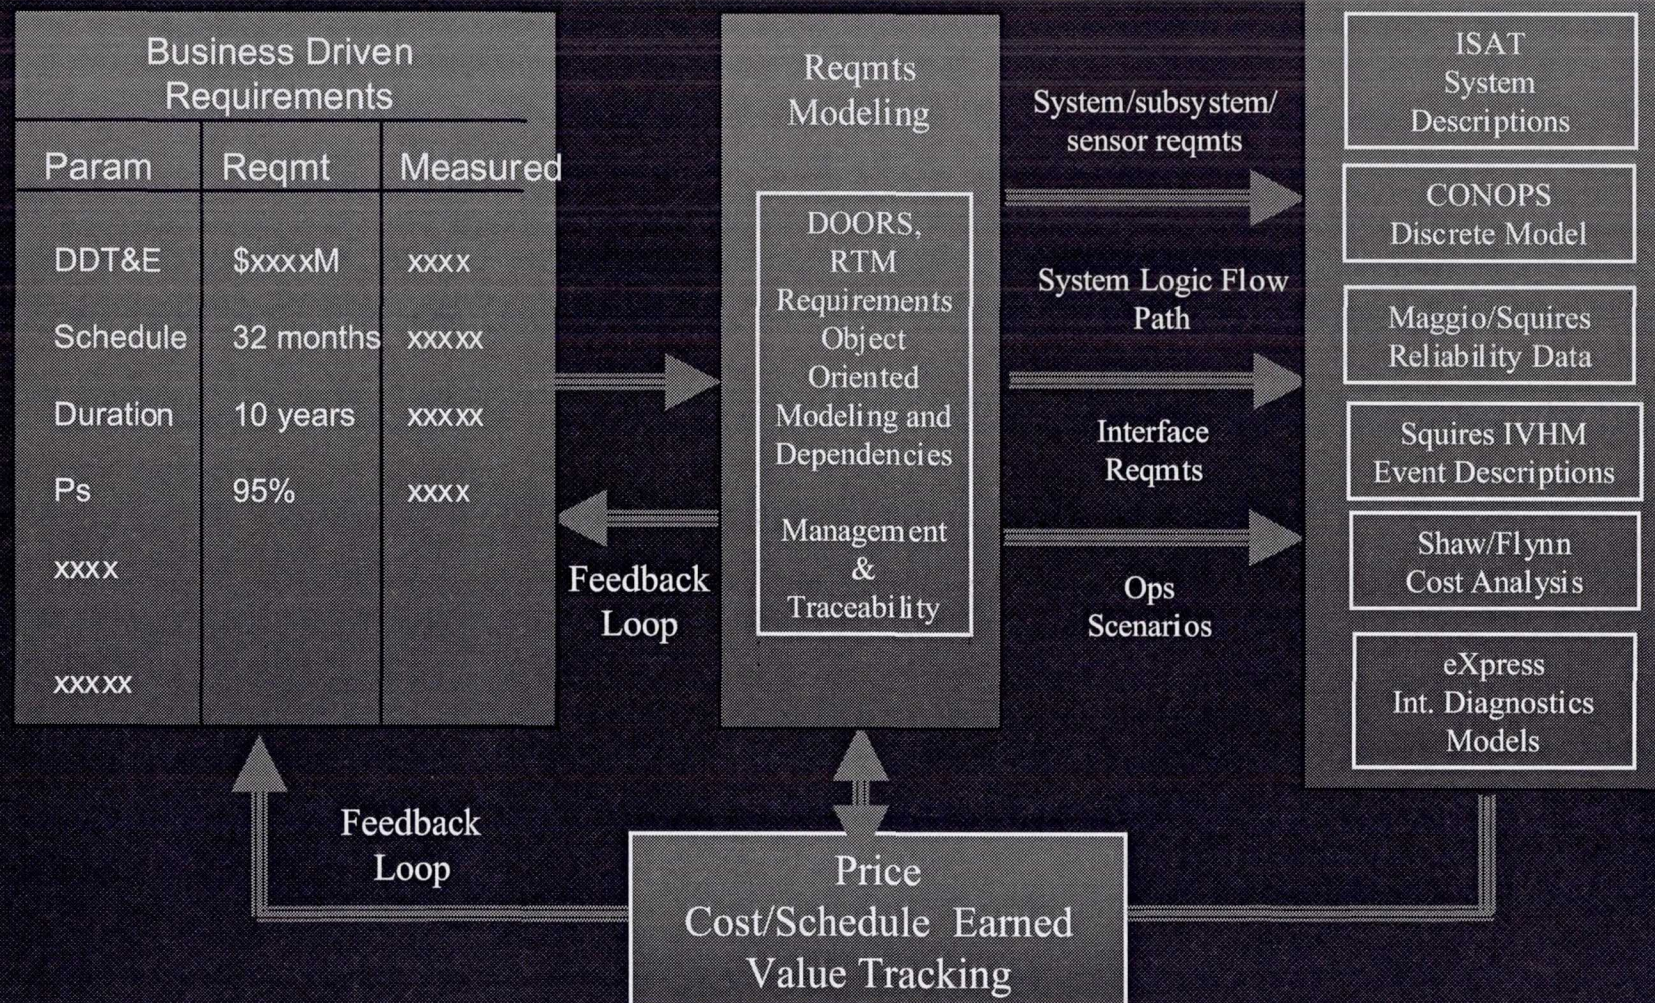 Business Driven
Requirements
Param Reqmt Measured
DDT&E $xxxxM xxxx
Schedule 32 months xxxxx
Duration 10 years xxxxx
Ps 95% xxxx
xxxx
xxxxx
Feedback
Loop
Reqmts
Modeling
DOORS,
RTM
Requirements
Object
Oriented
Modeling and
Dependencies
Management
&
Traceability
System/subsystem/
sensor reqmts
System Logic Flow
Path
Interface
Reqmts
Ops
Scenarios
ISAT
System
Descriptions
CONOPS
Discrete Model
Maggio/Squires
Reliability Data
Squires IVHM
Event Descriptions
Shaw/Flynn
Cost Analysis
eXpress
Int. Diagnostics
Models
Feedback
Loop
Price
Cost/Schedule Earned
Value Tracking